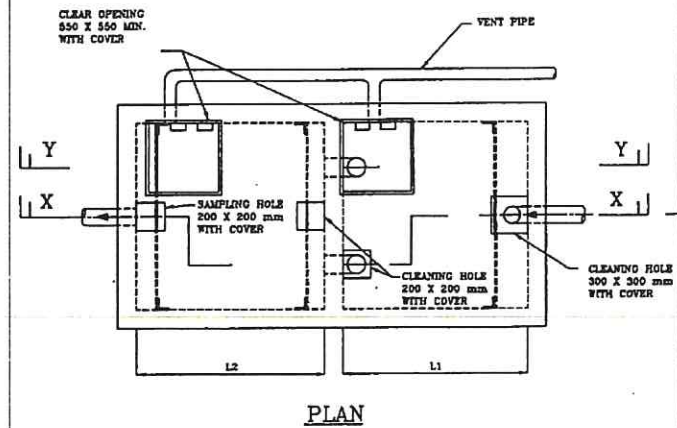 CLEAR OPENING
550 X 550 MIN.
WITH COVER
VENT PIPE
Y
Y
X
X
SAMPLING HOLE
200 X 200 mm
WITH COVER
CLEANING HOLE
200 X 200 mm
WITH COVER
CLEANING HOLE
300 X 300 mm
WITH COVER
L2
L1
PLAN